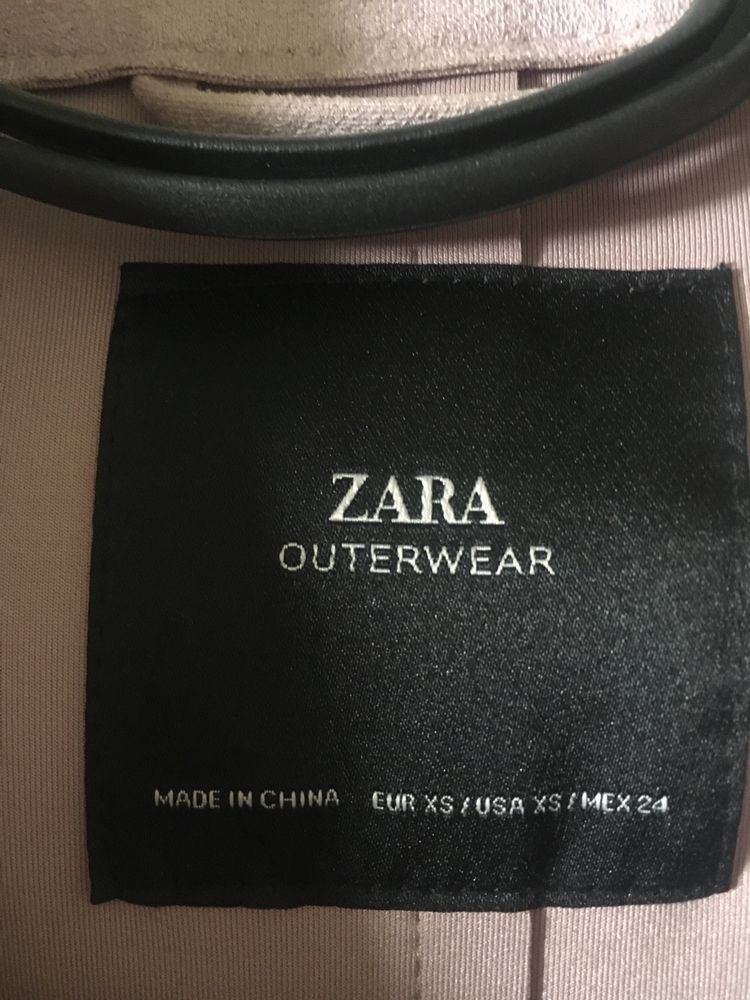 ZARA
OUTERWEAR
MADE IN CHINA EUR XS / USA XS / MEX 24